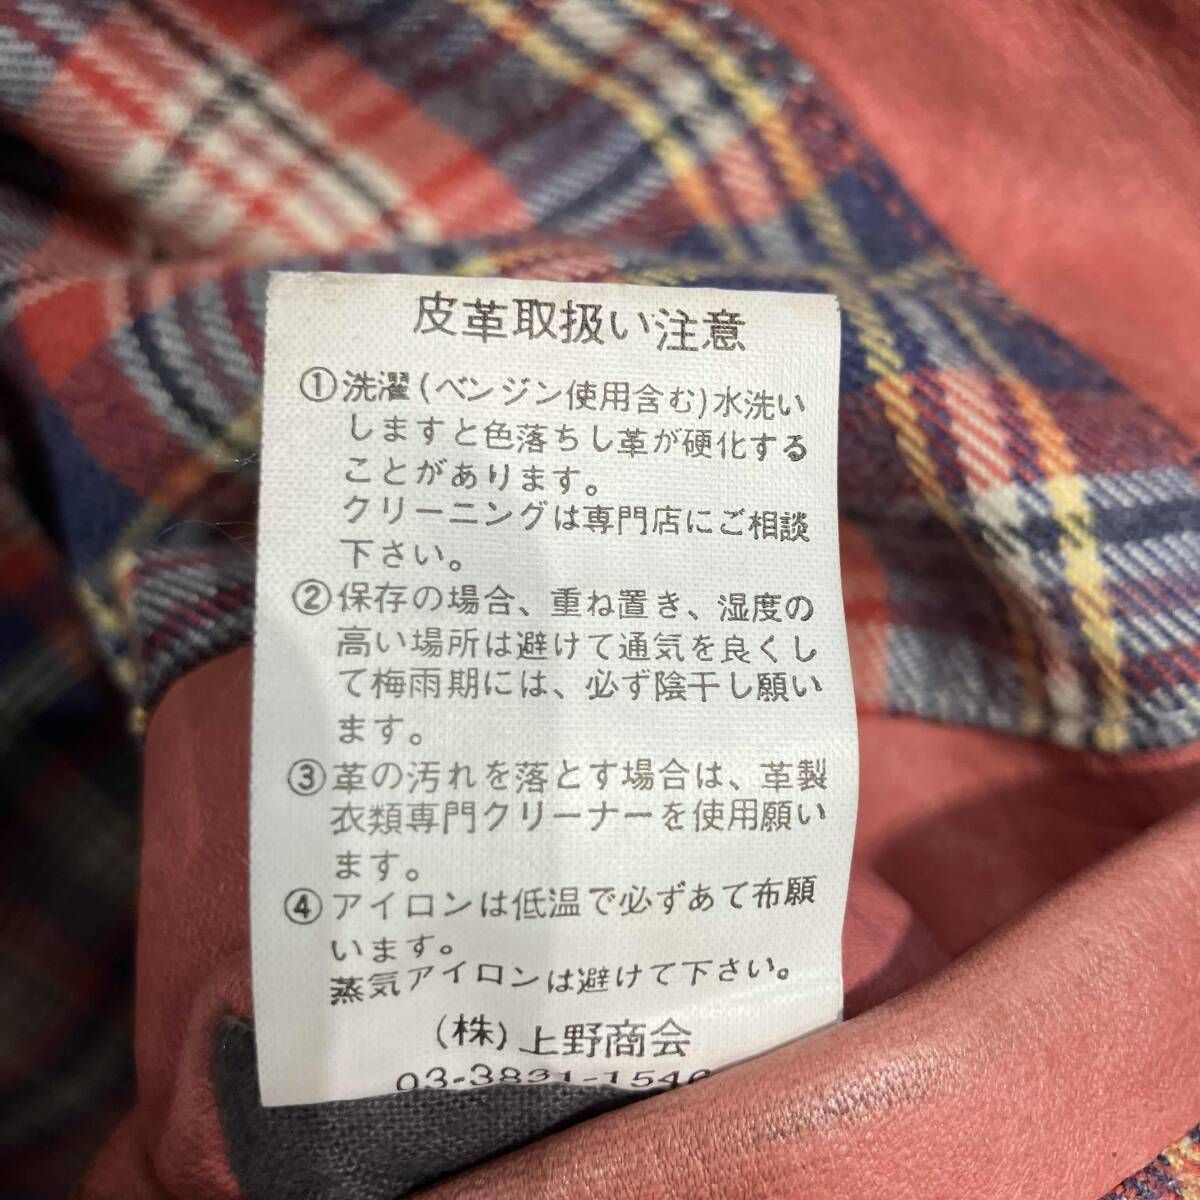 皮革取扱い注意
①洗濯(ベンジン使用含む)水洗い
しますと色落ちし革が硬化する
ことがあります。
クリーニングは専門店にご相談
下さい。
②保存の場合、重ね置き、湿度の
高い場所は避けて通気を良くし
て梅雨期には、必ず陰干し願い
ます。
③革の汚れを落とす場合は、革製
衣類専門クリーナーを使用願い
ます。
④アイロンは低温で必ずあて布願
います。
蒸気アイロンは避けて下さい。
(株)上野商会
03-3831-1546